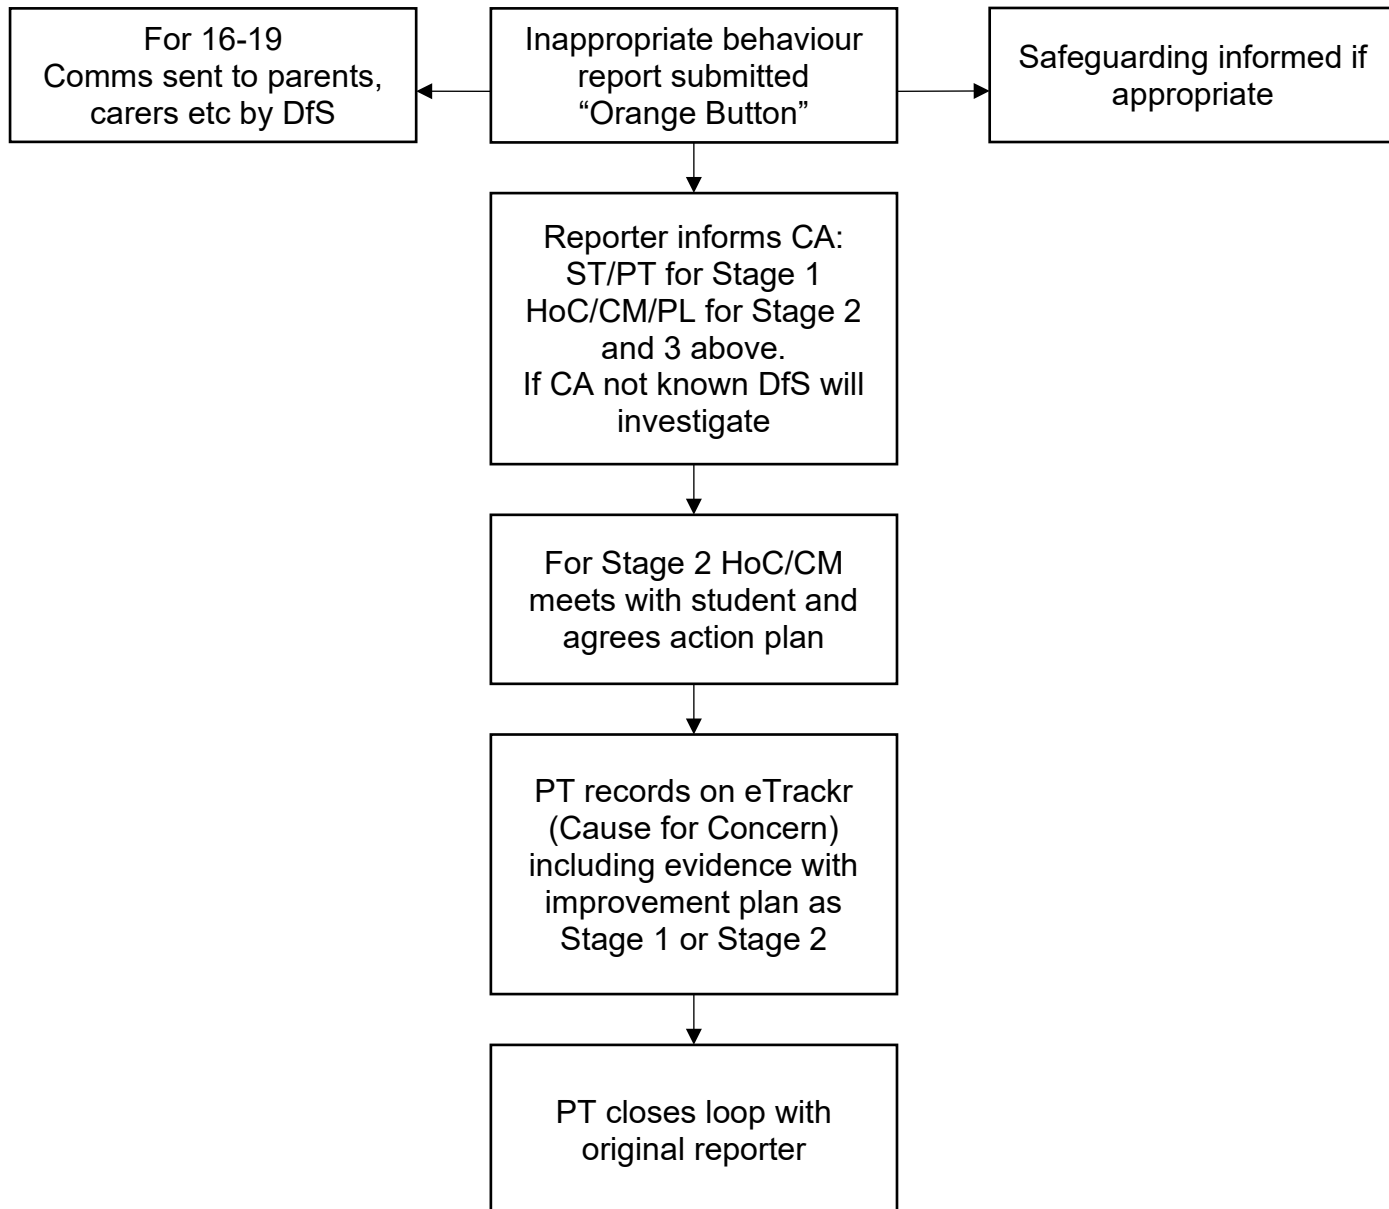 For 16-19
Comms sent to parents,
carers etc by DfS
Inappropriate behaviour
report submitted
“Orange Button”
Safeguarding informed if
appropriate
Reporter informs CA:
ST/PT for Stage 1
HoC/CM/PL for Stage 2
and 3 above.
If CA not known DfS will
investigate
For Stage 2 HoC/CM
meets with student and
agrees action plan
PT records on eTrackr
(Cause for Concern)
including evidence with
improvement plan as
Stage 1 or Stage 2
PT closes loop with
original reporter